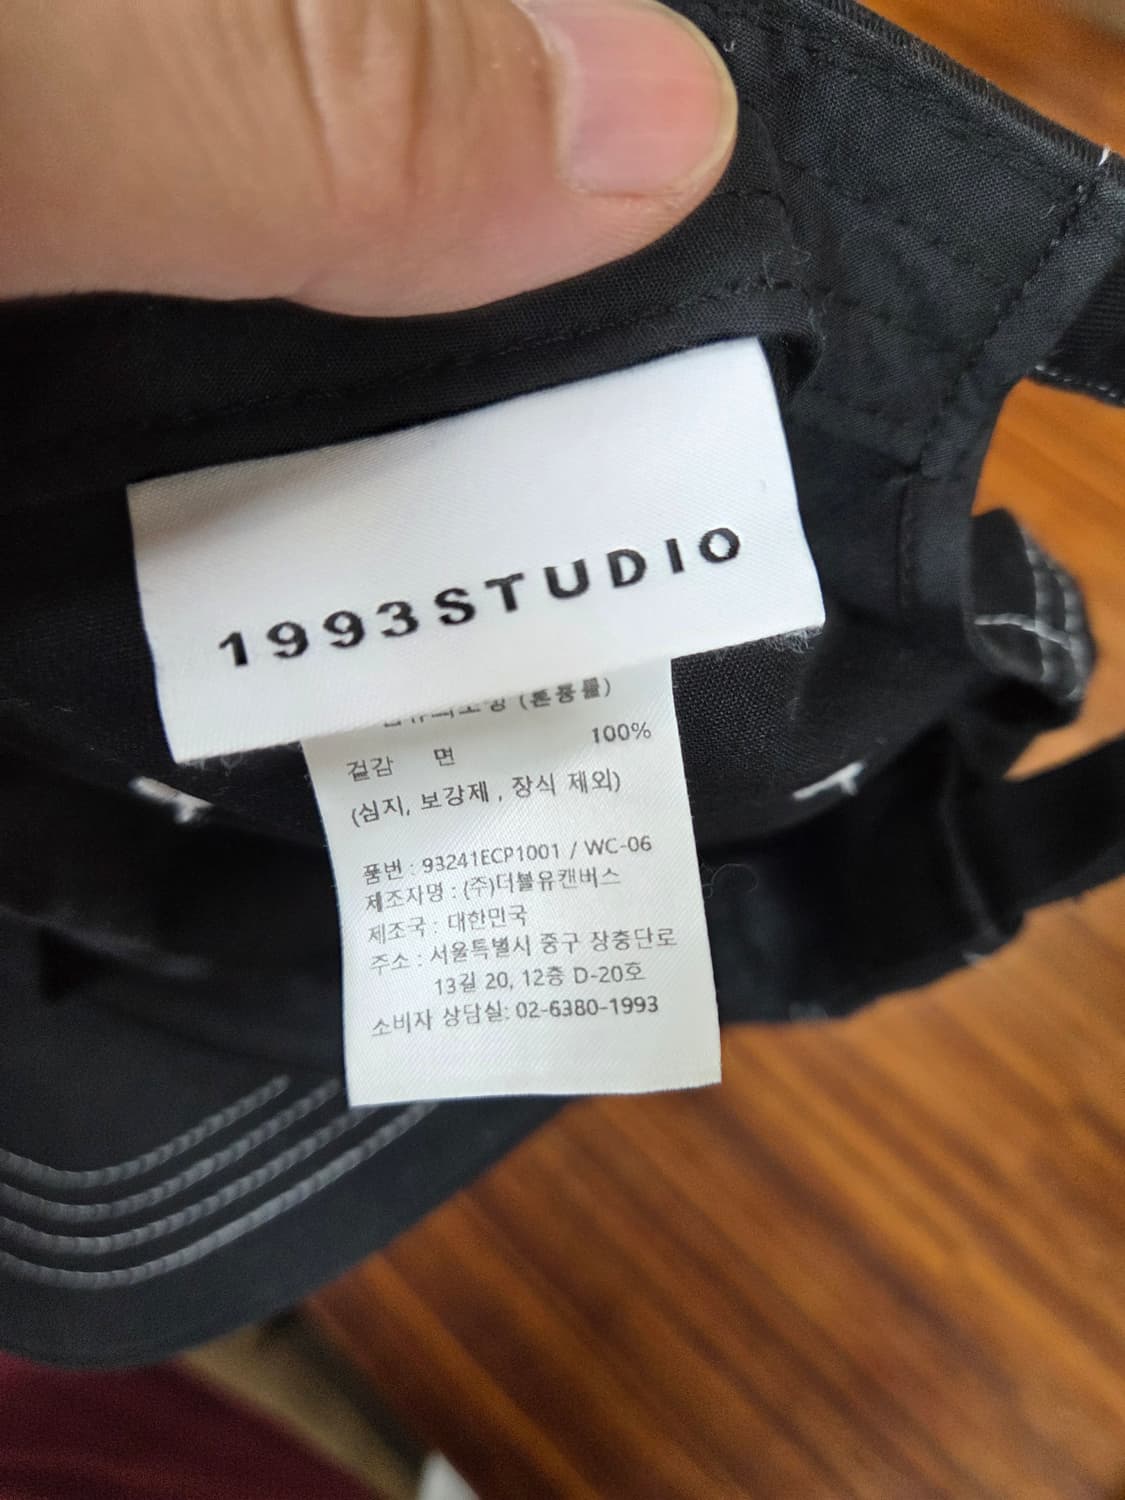 1993STUDIO
(혼용률)
겉감 면 100%
(심지, 보강제, 장식 제외)
품번 : 93241ECP1001 / WC-06
제조자명 : (주)더블유캔버스
제조국 : 대한민국
주소 : 서울특별시 중구 장충단로
13길 20, 12층 D-20호
소비자 상담실: 02-6380-1993